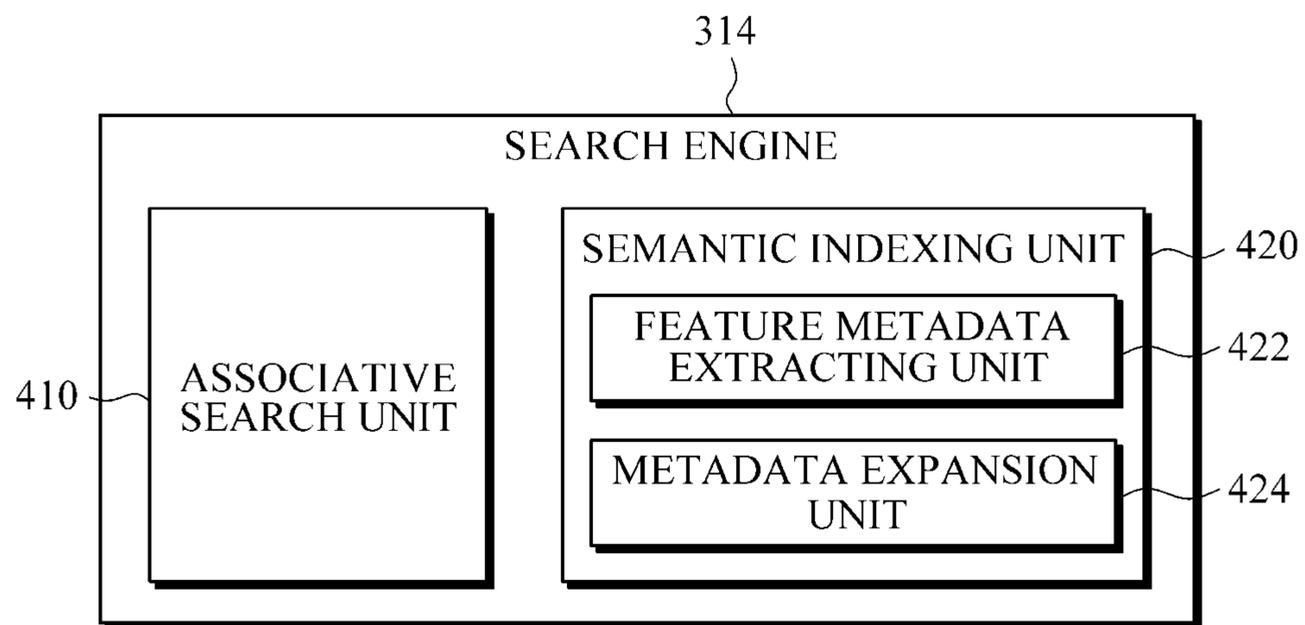 314
SEARCH ENGINE
410
ASSOCIATIVE
SEARCH UNIT
SEMANTIC INDEXING UNIT
420
FEATURE METADATA
EXTRACTING UNIT
422
METADATA EXPANSION
UNIT
424